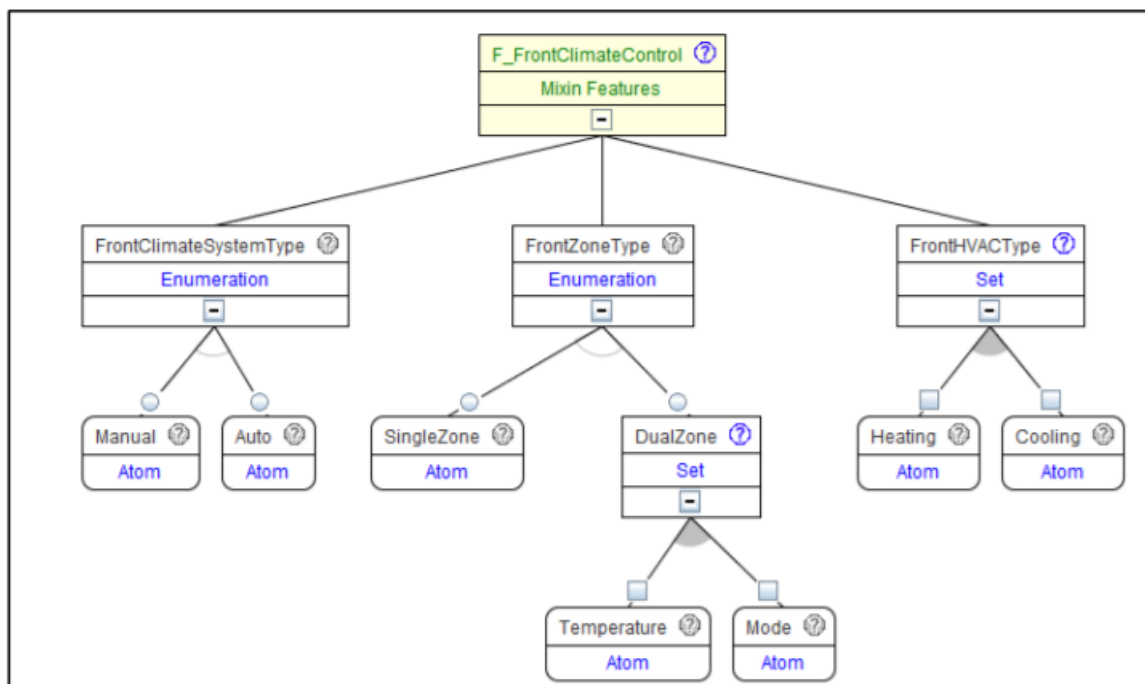 F_FrontClimateControl ?
Mixin Features
FrontClimateSystemType ?
Enumeration
FrontZoneType ?
Enumeration
FrontHVACType ?
Set
Manual ?
Atom
Auto ?
Atom
SingleZone ?
Atom
DualZone ?
Set
Heating ?
Atom
Cooling ?
Atom
Temperature ?
Atom
Mode ?
Atom